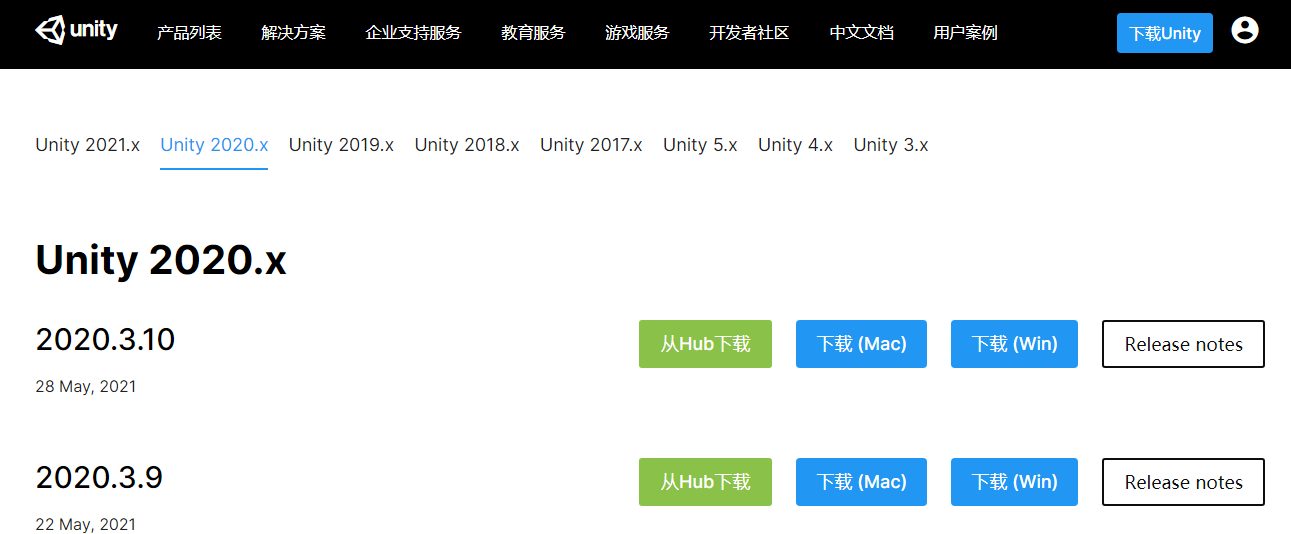 unity 产品列表 解决方案 企业支持服务 教育服务 游戏服务 开发者社区 中文文档 用户案例 下载Unity
Unity 2021.x Unity 2020.x Unity 2019.x Unity 2018.x Unity 2017.x Unity 5.x Unity 4.x Unity 3.x
Unity 2020.x
2020.3.10 从Hub下载 下载 (Mac) 下载 (Win) Release notes
28 May, 2021
2020.3.9 从Hub下载 下载 (Mac) 下载 (Win) Release notes
22 May, 2021